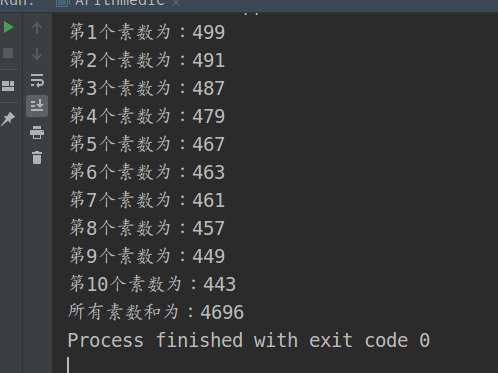 Run: Arithmedic ×
第1个素数为：499
第2个素数为：491
第3个素数为：487
第4个素数为：479
第5个素数为：467
第6个素数为：463
第7个素数为：461
第8个素数为：457
第9个素数为：449
第10个素数为：443
所有素数和为：4696
Process finished with exit code 0